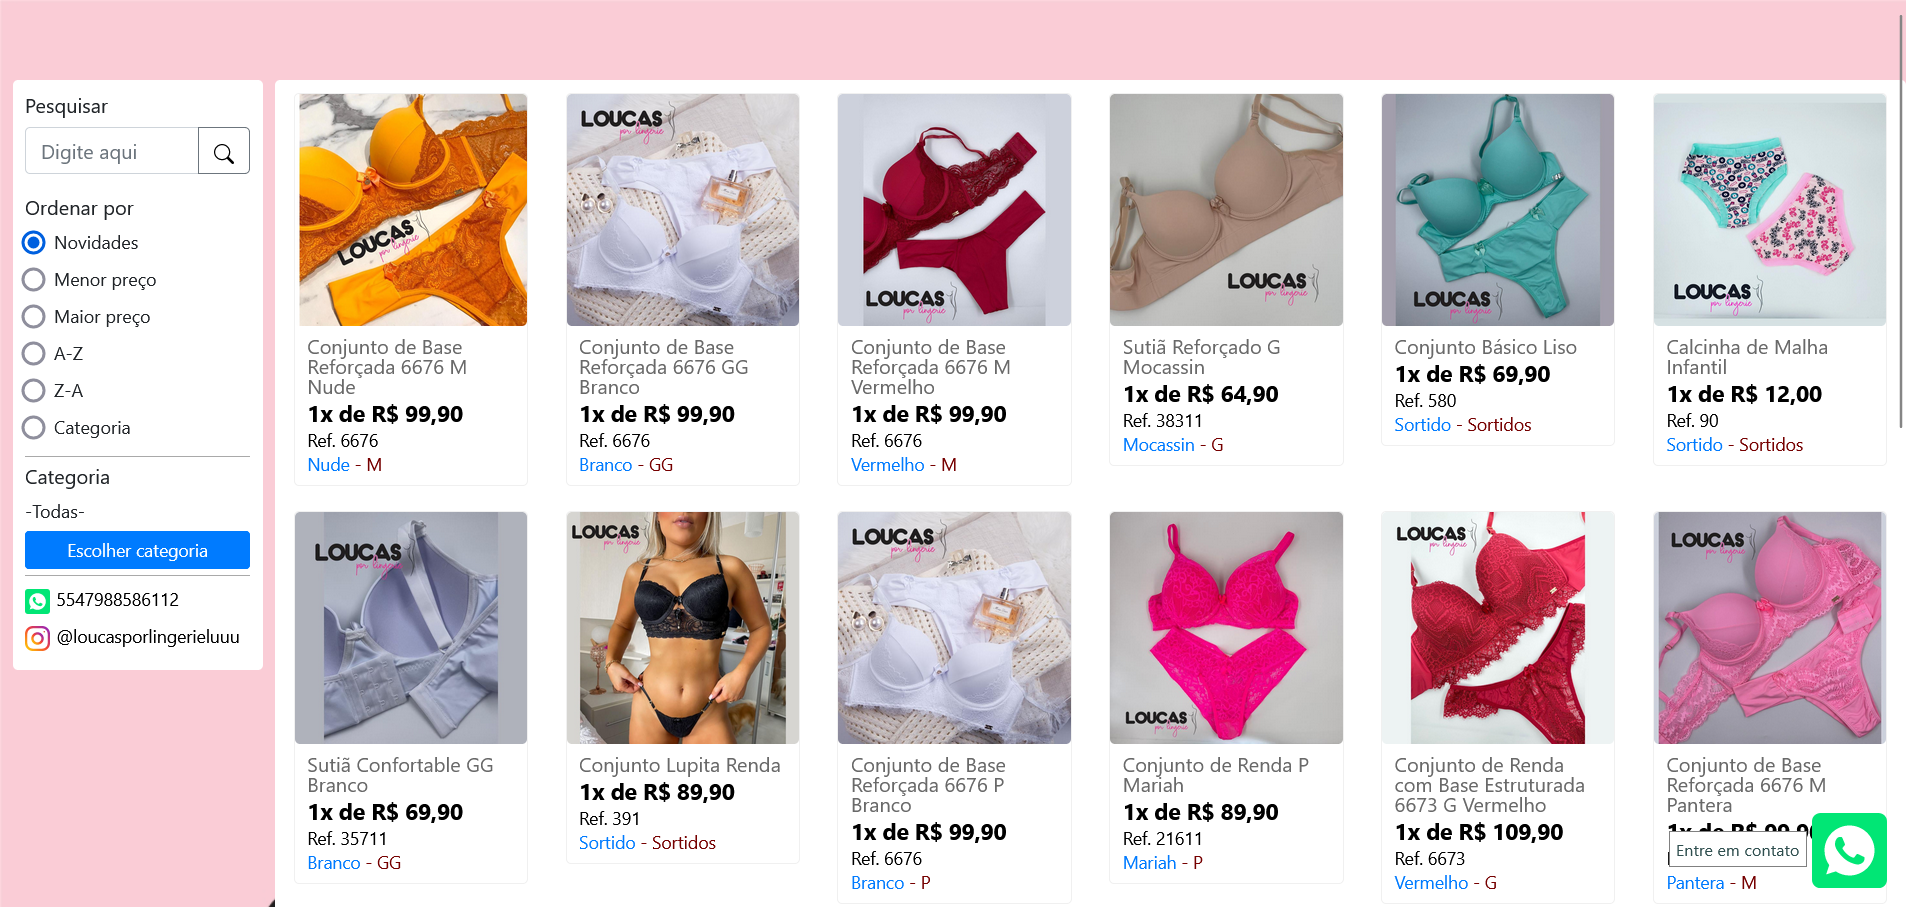 Pesquisar
Digite aqui
Ordenar por
Novidades
Menor preço
Maior preço
A-Z
Z-A
Categoria
Categoria
-Todas-
Escolher categoria
5547988586112
@loucasporlingerieluuu
LOUCAS
por lingerie
Conjunto de Base
Reforçada 6676 M
Nude
1x de R$ 99,90
Ref. 6676
Nude - M
LOUCAS
por lingerie
Conjunto de Base
Reforçada 6676 GG
Branco
1x de R$ 99,90
Ref. 6676
Branco - GG
LOUCAS
por lingerie
Conjunto de Base
Reforçada 6676 M
Vermelho
1x de R$ 99,90
Ref. 6676
Vermelho - M
LOUCAS
por lingerie
Sutiã Reforçado G
Mocassin
1x de R$ 64,90
Ref. 38311
Mocassin - G
LOUCAS
por lingerie
Conjunto Básico Liso
1x de R$ 69,90
Ref. 580
Sortido - Sortidos
LOUCAS
por lingerie
Calcinha de Malha
Infantil
1x de R$ 12,00
Ref. 90
Sortido - Sortidos
LOUCAS
por lingerie
Sutiã Confortable GG
Branco
1x de R$ 69,90
Ref. 35711
Branco - GG
LOUCAS
por lingerie
Conjunto Lupita Renda
1x de R$ 89,90
Ref. 391
Sortido - Sortidos
LOUCAS
por lingerie
Conjunto de Base
Reforçada 6676 P
Branco
1x de R$ 99,90
Ref. 6676
Branco - P
LOUCAS
por lingerie
Conjunto de Renda P
Mariah
1x de R$ 89,90
Ref. 21611
Mariah - P
LOUCAS
por lingerie
Conjunto de Renda
com Base Estruturada
6673 G Vermelho
1x de R$ 109,90
Ref. 6673
Vermelho - G
LOUCAS
por lingerie
Conjunto de Base
Reforçada 6676 M
Pantera
1x de R$ 99,90
Entre em contato
Pantera - M